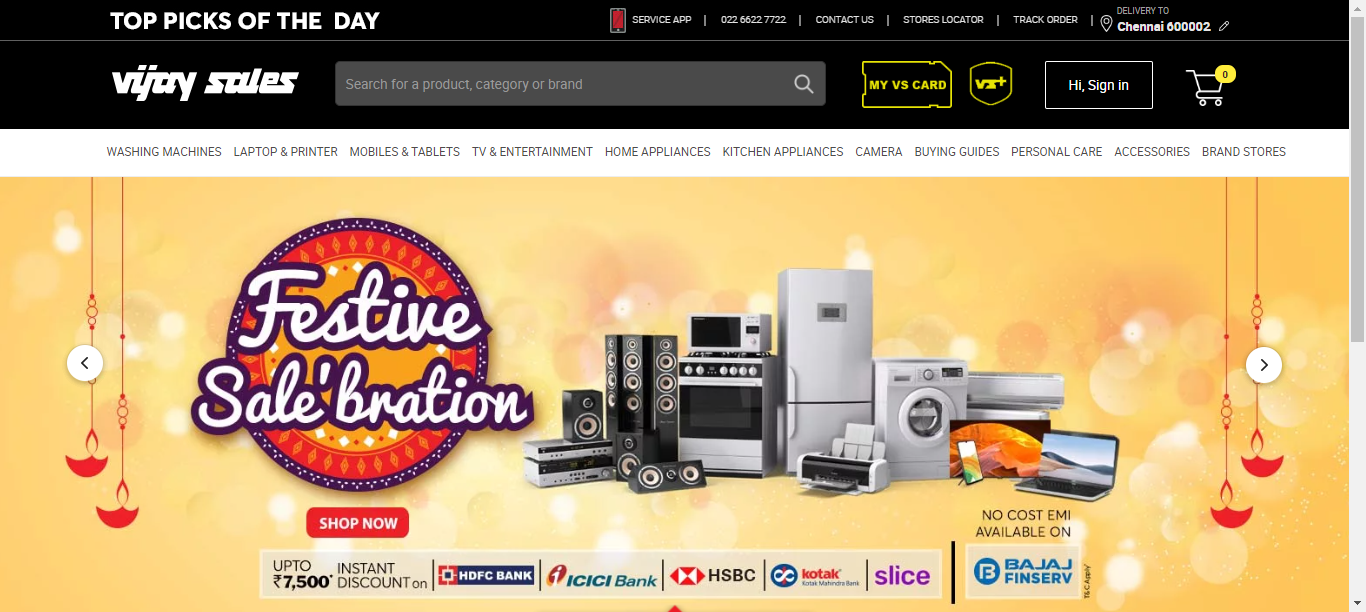 TOP PICKS OF THE DAY
SERVICE APP | 022 6622 7722 | CONTACT US | STORES LOCATOR | TRACK ORDER |
DELIVERY TO
Chennai 600002
vijay sales
Search for a product, category or brand
MY VS CARD
vs+
Hi, Sign in
0
WASHING MACHINES LAPTOP & PRINTER MOBILES & TABLETS TV & ENTERTAINMENT HOME APPLIANCES KITCHEN APPLIANCES CAMERA BUYING GUIDES PERSONAL CARE ACCESSORIES BRAND STORES
Festive
Sale'bration
SHOP NOW
UPTO
₹7,500*
INSTANT
DISCOUNT on
HDFC BANK
ICICI Bank
HSBC
kotak
Kotak Mahindra Bank
slice
NO COST EMI
AVAILABLE ON
BAJAJ
FINSERV
T&C Apply